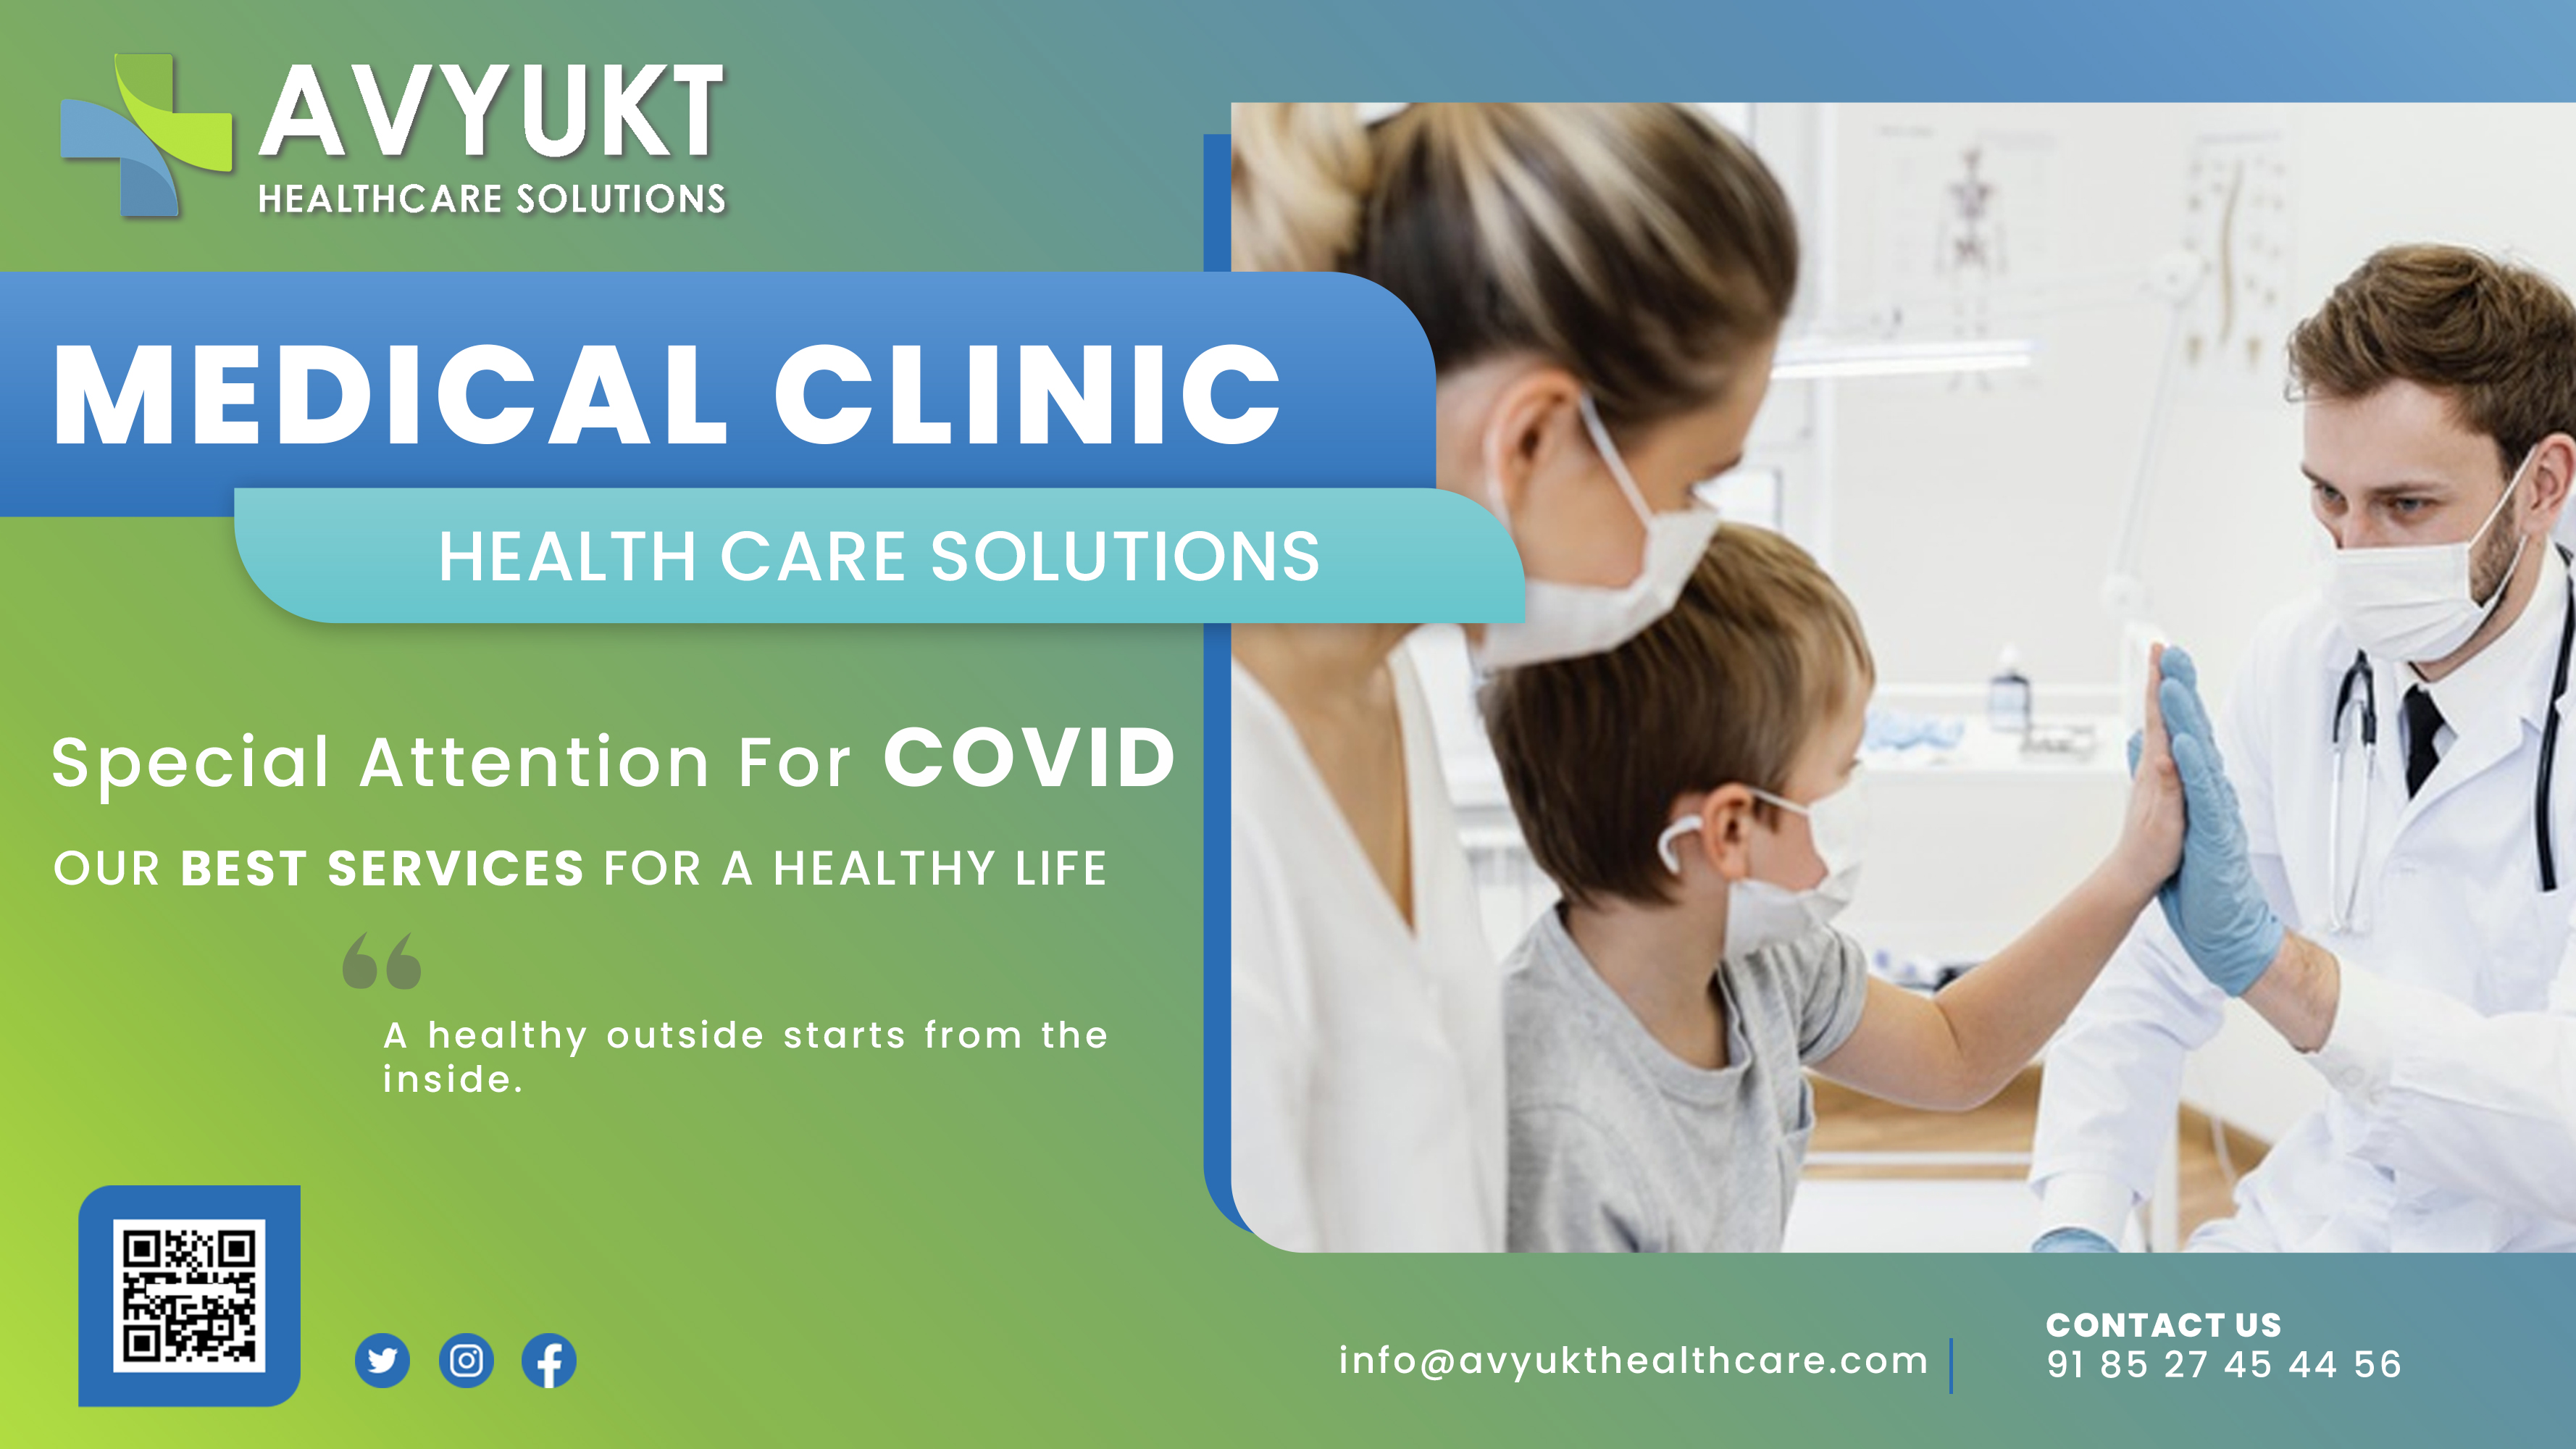 AVYUKT
HEALTHCARE SOLUTIONS
MEDICAL CLINIC
HEALTH CARE SOLUTIONS
Special Attention For COVID
OUR BEST SERVICES FOR A HEALTHY LIFE
“
A healthy outside starts from the
inside.
info@avyukthealthcare.com
CONTACT US
91 85 27 45 44 56